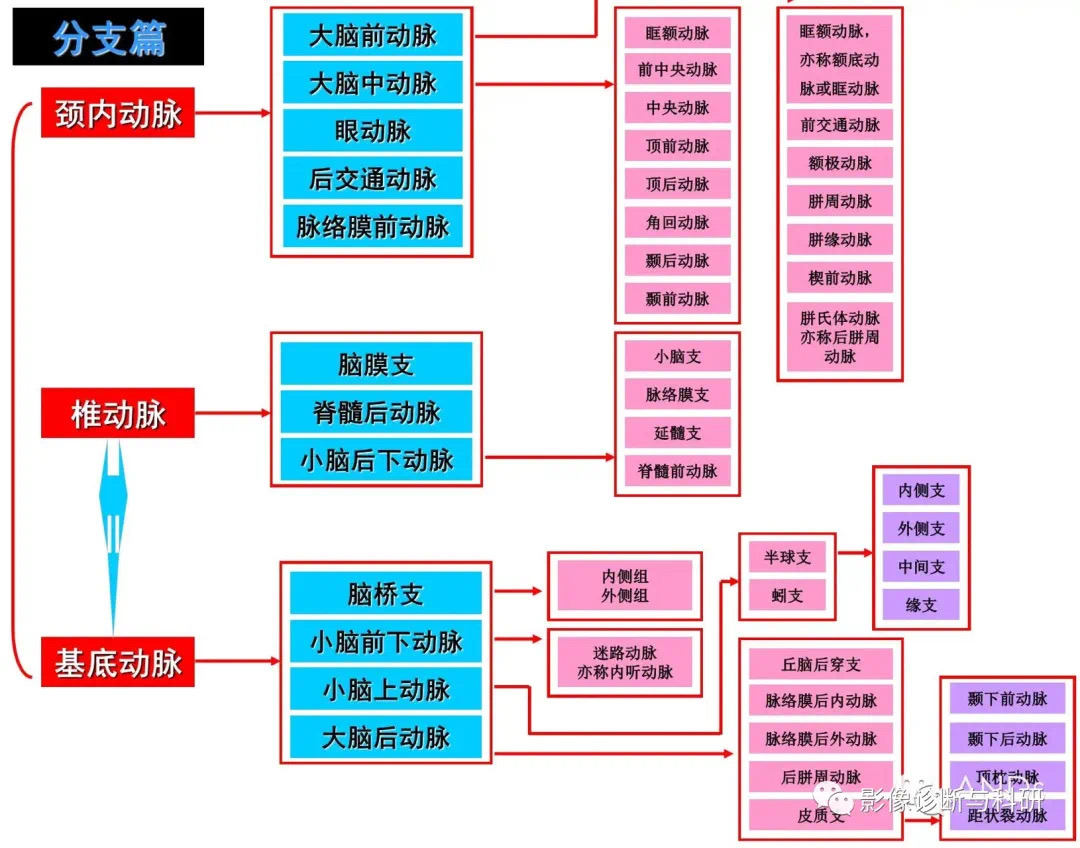 分支篇
颈内动脉
大脑前动脉
大脑中动脉
眼动脉
后交通动脉
脉络膜前动脉
眶额动脉
前中央动脉
中央动脉
顶前动脉
顶后动脉
角回动脉
颞后动脉
颞前动脉
眶额动脉，
亦称额底动
脉或眶动脉
前交通动脉
额极动脉
胼周动脉
胼缘动脉
楔前动脉
胼氏体动脉
亦称后胼周
动脉
椎动脉
脑膜支
脊髓后动脉
小脑后下动脉
小脑支
脉络膜支
延髓支
脊髓前动脉
基底动脉
脑桥支
小脑前下动脉
小脑上动脉
大脑后动脉
内侧组
外侧组
迷路动脉
亦称内听动脉
半球支
蚓支
内侧支
外侧支
中间支
缘支
丘脑后穿支
脉络膜后内动脉
脉络膜后外动脉
后胼周动脉
皮质支
颞下前动脉
颞下后动脉
顶枕动脉
距状裂动脉
影像诊断与科研